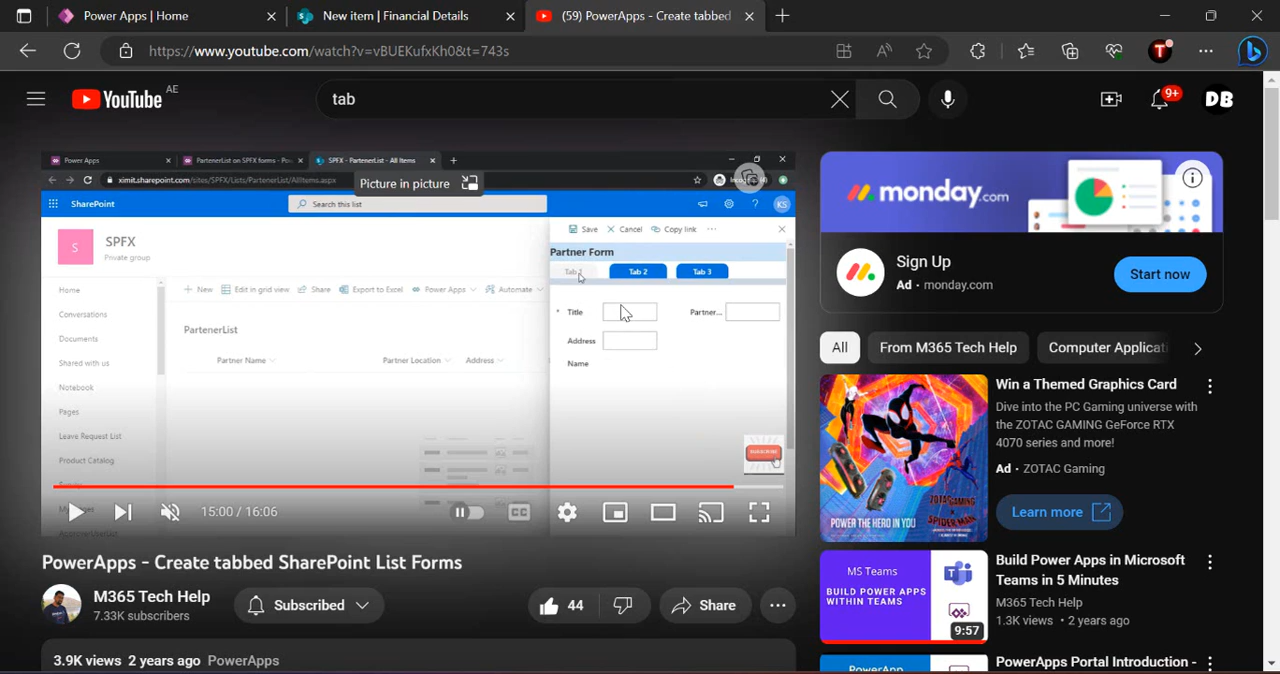 Power Apps | Home
New item | Financial Details
(59) PowerApps - Create tabbed
https://www.youtube.com/watch?v=vBUEKufxKh0&t=743s
T
YouTube AE
tab
9+
DB
Power Apps
PartenerList on SPFX forms - Pow
SPFX - PartenerList - All Items
ximit.sharepoint.com/sites/SPFX/Lists/PartenerList/AllItems.aspx
Picture in picture
SharePoint
Search this list
KS
S
SPFX
Private group
Save
Cancel
Copy link
Partner Form
Tab 1
Tab 2
Tab 3
Home
Conversations
Documents
Shared with us
Notebook
Pages
Leave Request List
Product Catalog
New
Edit in grid view
Share
Export to Excel
Power Apps
Automate
PartenerList
Partner Name
Partner Location
Address
* Title
Partner...
Address
Name
15:00 / 16:06
CC
PowerApps - Create tabbed SharePoint List Forms
M365 Tech Help
7.33K subscribers
Subscribed
44
Share
3.9K views 2 years ago PowerApps
monday.com
Sign Up
Ad · monday.com
Start now
All
From M365 Tech Help
Computer Applicati
Win a Themed Graphics Card
Dive into the PC Gaming universe with
the ZOTAC GAMING GeForce RTX
4070 series and more!
Ad · ZOTAC Gaming
Learn more
POWER THE HERO IN YOU
ZOTAC GAMING
SPIDER-MAN
MS Teams
BUILD POWER APPS
WITHIN TEAMS
9:57
Build Power Apps in Microsoft
Teams in 5 Minutes
M365 Tech Help
1.3K views · 2 years ago
PowerApp
PowerApps Portal Introduction -